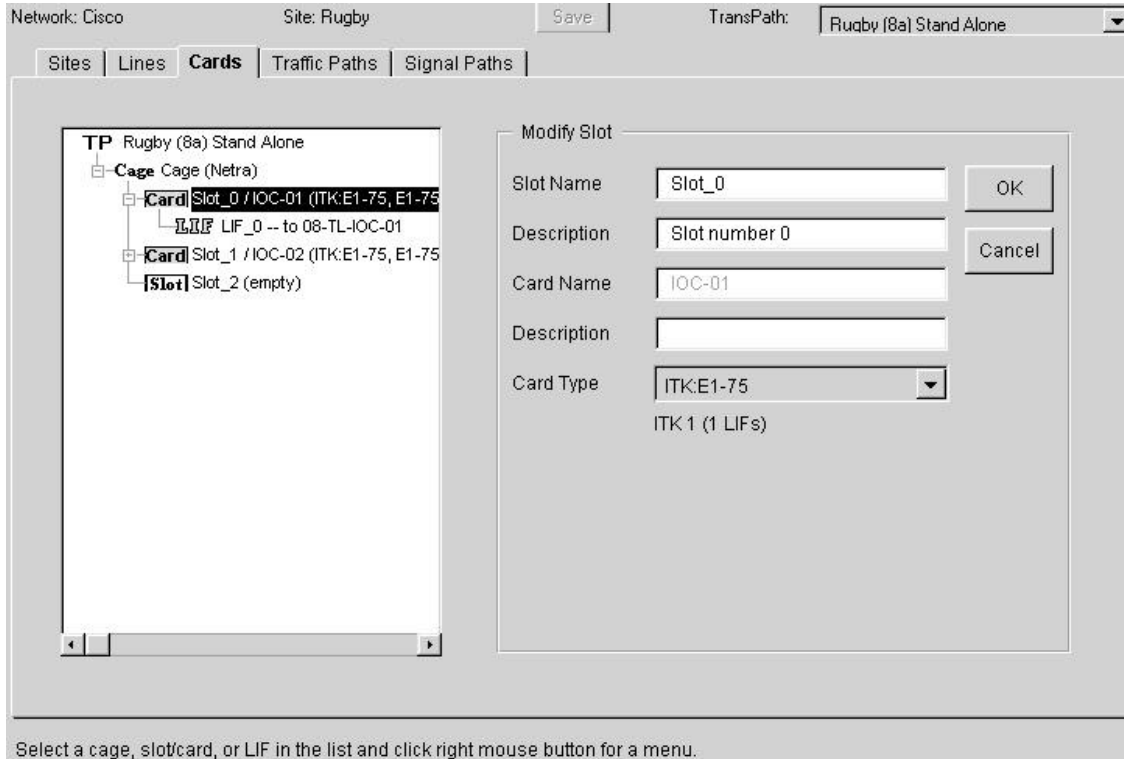 Network: Cisco Site: Rugby Save TransPath: Rugby (8a) Stand Alone
Sites Lines Cards Traffic Paths Signal Paths
TP Rugby (8a) Stand Alone
Cage Cage (Netra)
Card Slot_0 / IOC-01 (ITK:E1-75, E1-75
LIF LIF_0 -- to 08-TL-IOC-01
Card Slot_1 / IOC-02 (ITK:E1-75, E1-75
Slot Slot_2 (empty)
Modify Slot
Slot Name Slot_0
Description Slot number 0
Card Name IOC-01
Description
Card Type ITK:E1-75
ITK 1 (1 LIFs)
OK
Cancel
Select a cage, slot/card, or LIF in the list and click right mouse button for a menu.